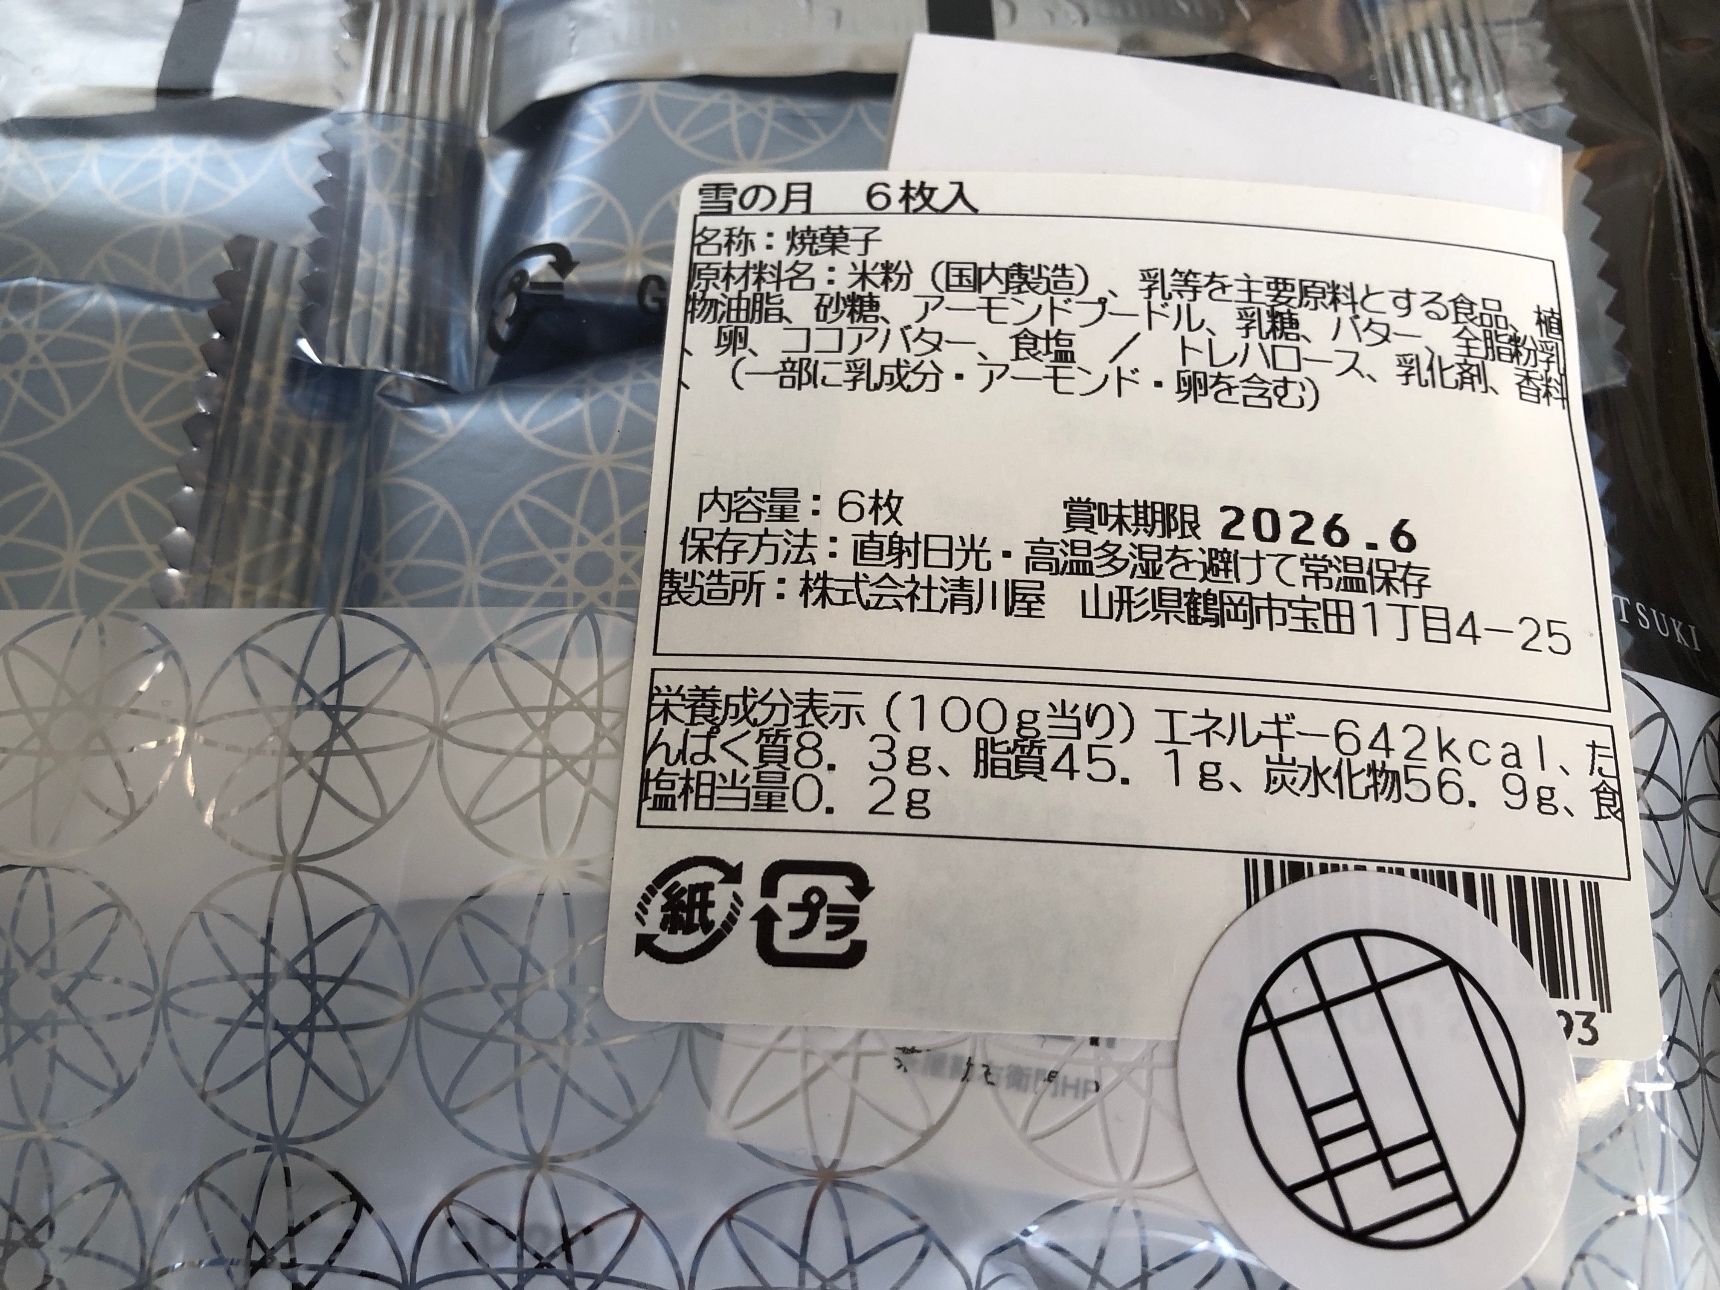 雪の月　６枚入
名称：焼菓子
原材料名：米粉（国内製造）、乳等を主要原料とする食品、植
物油脂、砂糖、アーモンドプードル、乳糖、バター、全脂粉乳
、卵、ココアバター、食塩　／　トレハロース、乳化剤、香料
、（一部に乳成分・アーモンド・卵を含む）
内容量：６枚　賞味期限 2026.6
保存方法：直射日光・高温多湿を避けて常温保存
製造所：株式会社清川屋　山形県鶴岡市宝田１丁目４－２５
TSUKI
栄養成分表示（１００ｇ当り）エネルギー６４２ｋｃａｌ、た
んぱく質８．３ｇ、脂質４５．１ｇ、炭水化物５６．９ｇ、食
塩相当量０．２ｇ
紙
プラ
93